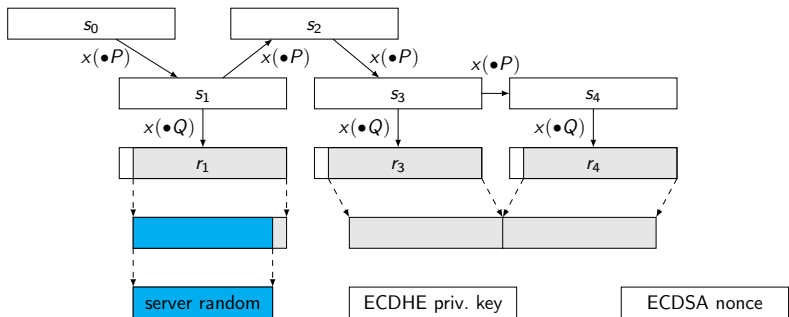 s₀
s₂
x(•P)
x(•P)
x(•P)
x(•P)
s₁
s₃
s₄
x(•Q)
x(•Q)
x(•Q)
r₁
r₃
r₄
server random
ECDHE priv. key
ECDSA nonce